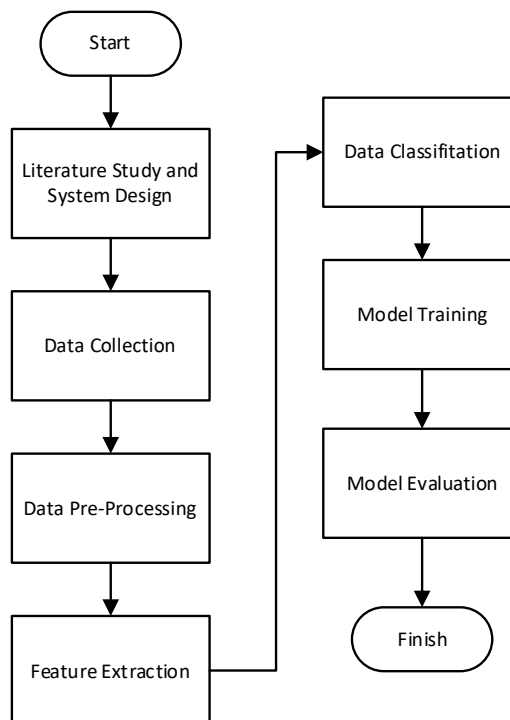 Start
Literature Study and
System Design
Data Collection
Data Pre-Processing
Feature Extraction
Data Classifitation
Model Training
Model Evaluation
Finish